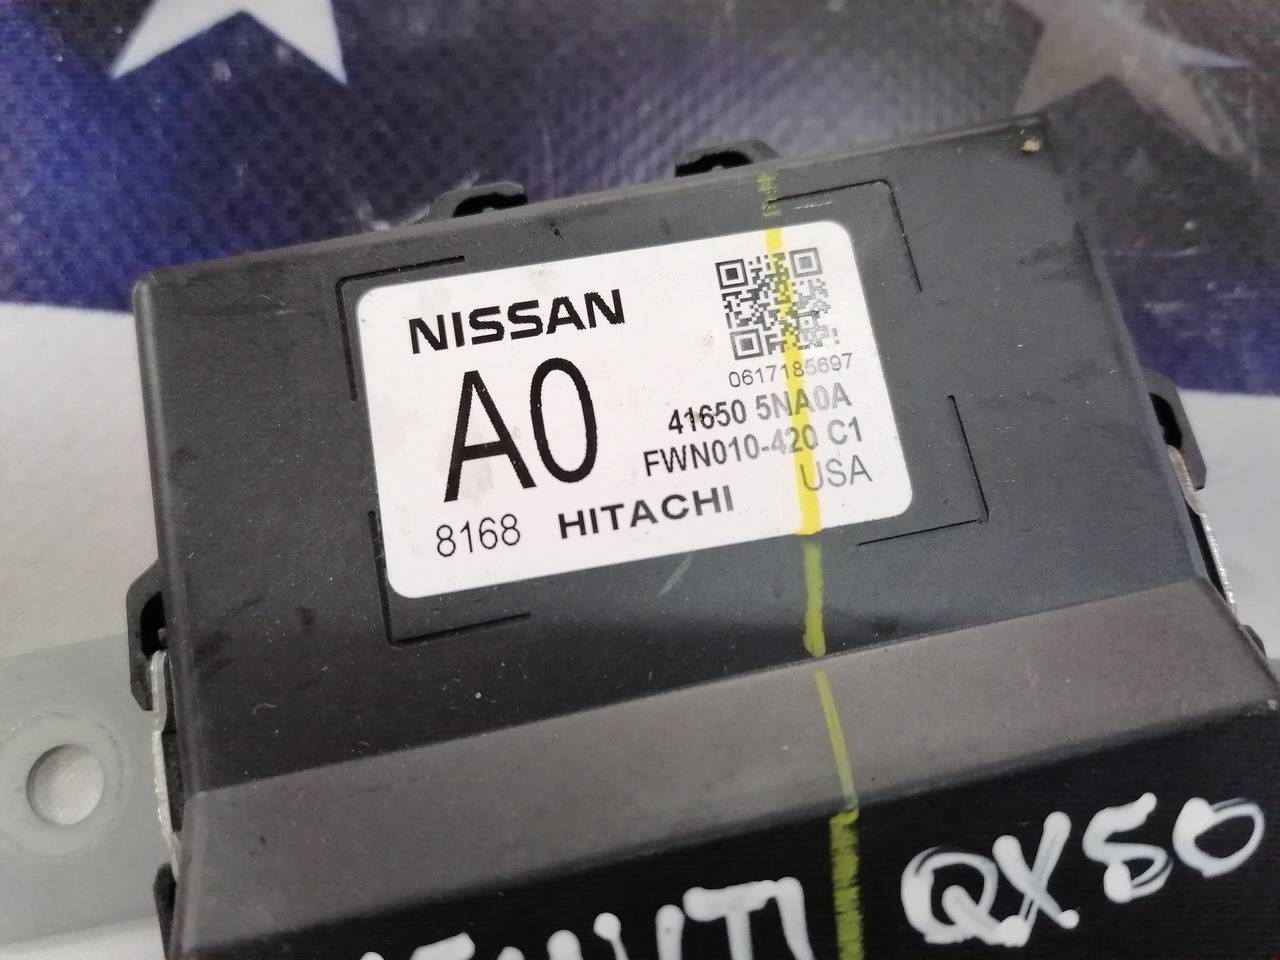 NISSAN
A0
0617185697
41650 5NA0A
FWN010-420 C1
USA
8168 HITACHI
QX50